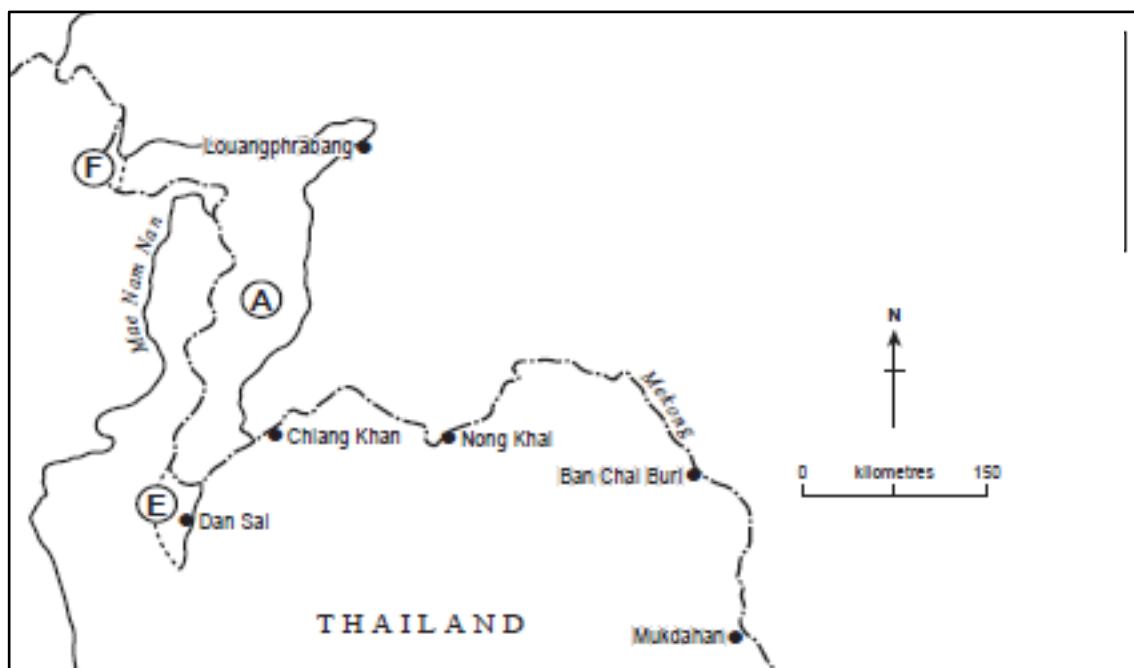 Louangphrabang
F
Mae Nam Nan
A
N
Mekong
Chiang Khan
Nong Khai
0 kilometres 150
Ban Chai Buri
E
Dan Sai
THAILAND
Mukdahan